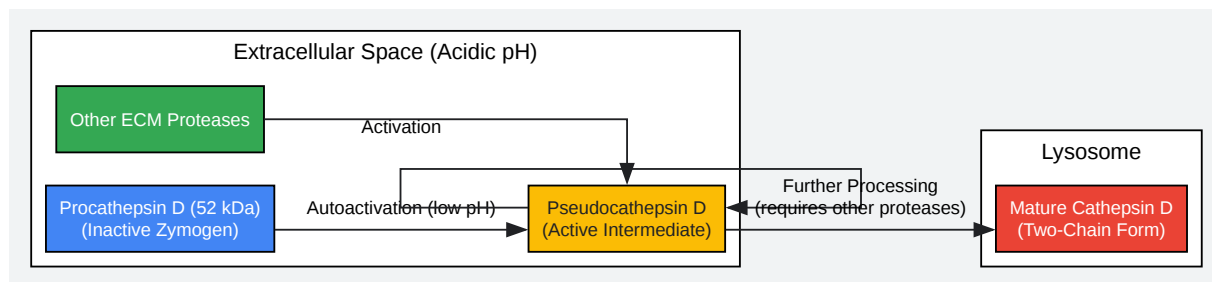 Extracellular Space (Acidic pH)
Other ECM Proteases
Activation
Procathepsin D (52 kDa)
(Inactive Zymogen)
Autoactivation (low pH)
Pseudocathepsin D
(Active Intermediate)
Further Processing
(requires other proteases)
Lysosome
Mature Cathepsin D
(Two-Chain Form)